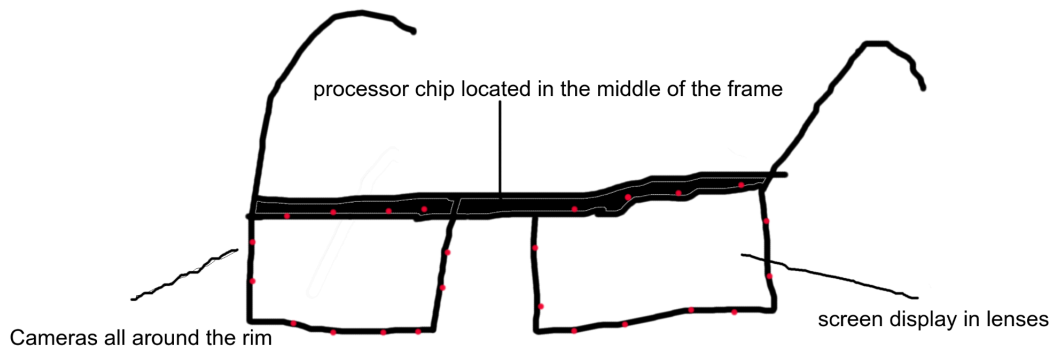 processor chip located in the middle of the frame
screen display in lenses
Cameras all around the rim